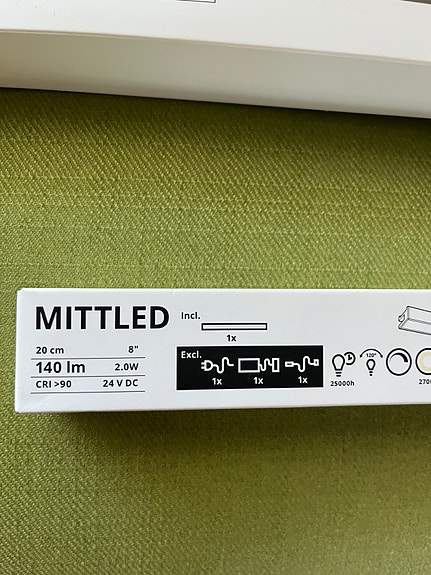 MITTLED
Incl.
1x
20 cm 8"
140 lm 2.0W
CRI >90 24 V DC
Excl.
1x 1x 1x
25000h
120°